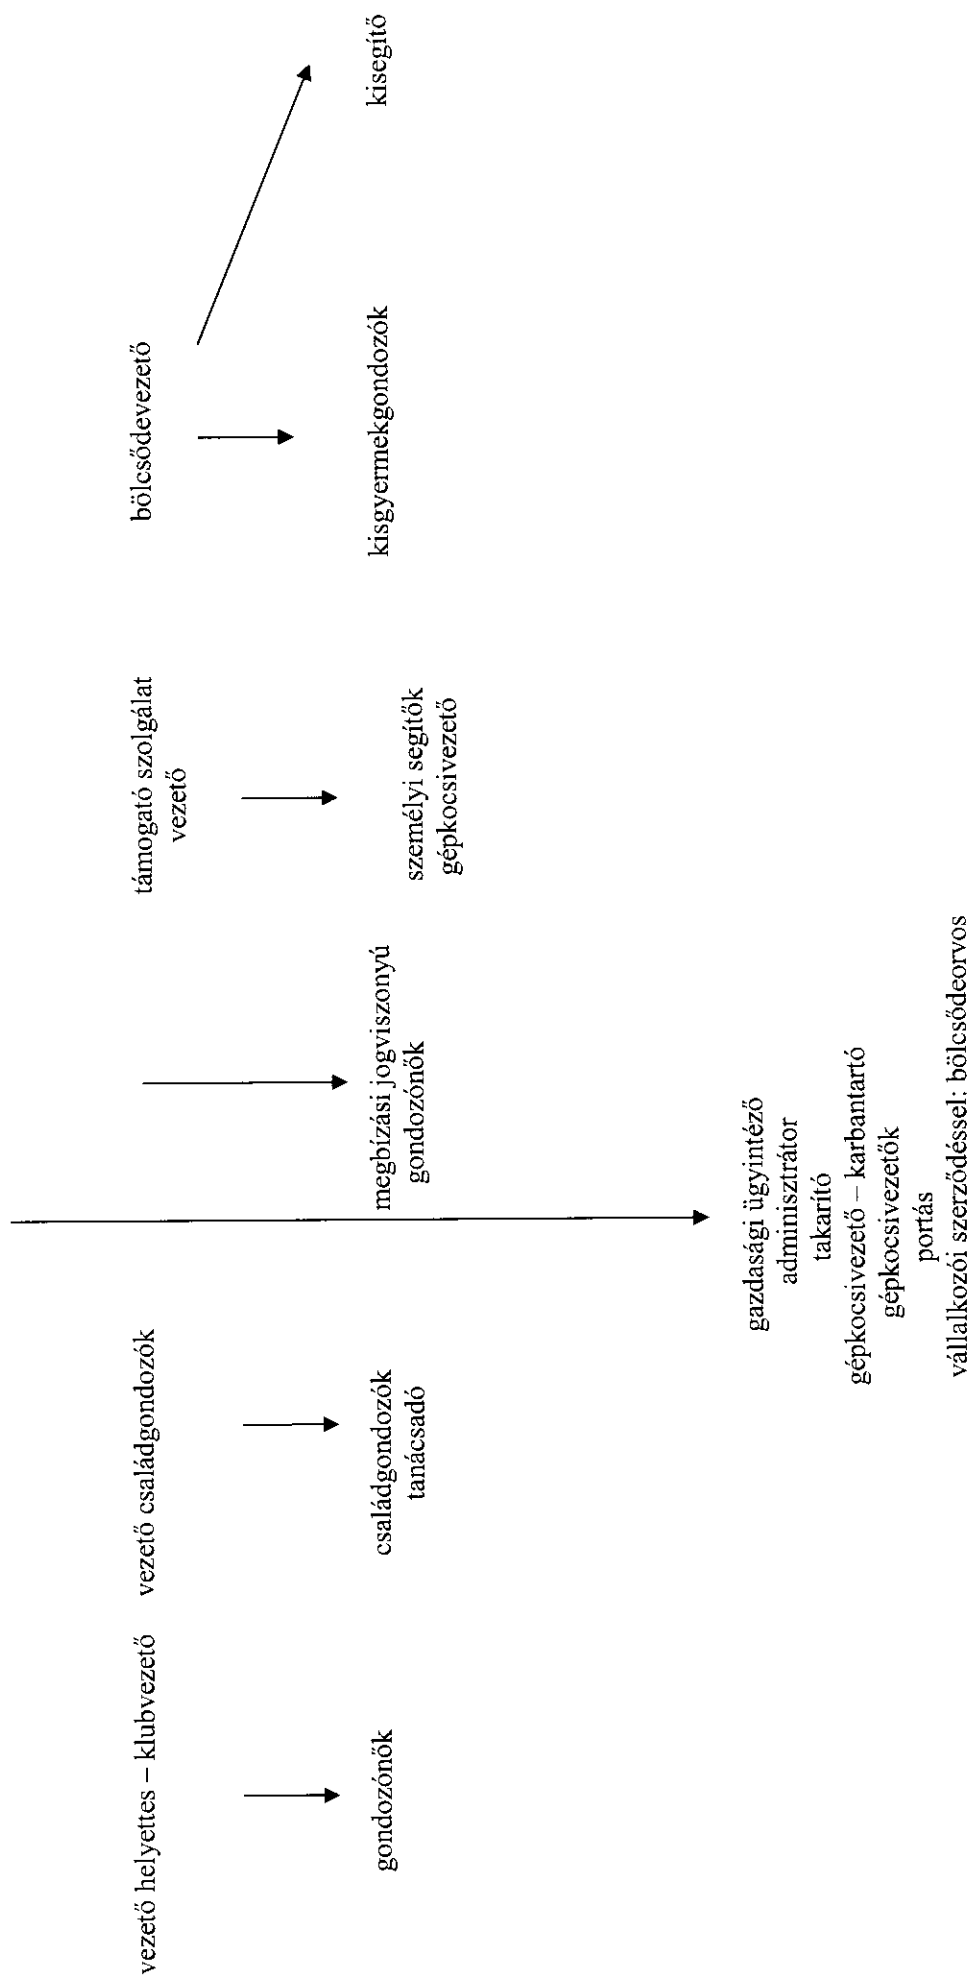 vezető helyettes – klubvezető
vezető családgondozók
támogató szolgálat
vezető
bölcsődevezető
gondozónők
családgondozók
tanácsadó
megbízási jogviszonyú
gondozónők
személyi segítők
gépkocsivezető
kisgyermekgondozók
kisegítő
gazdasági ügyintéző
adminisztrátor
takarító
gépkocsivezető – karbantartó
gépkocsivezetők
portás
vállalkozói szerződéssel: bölcsődeorvos